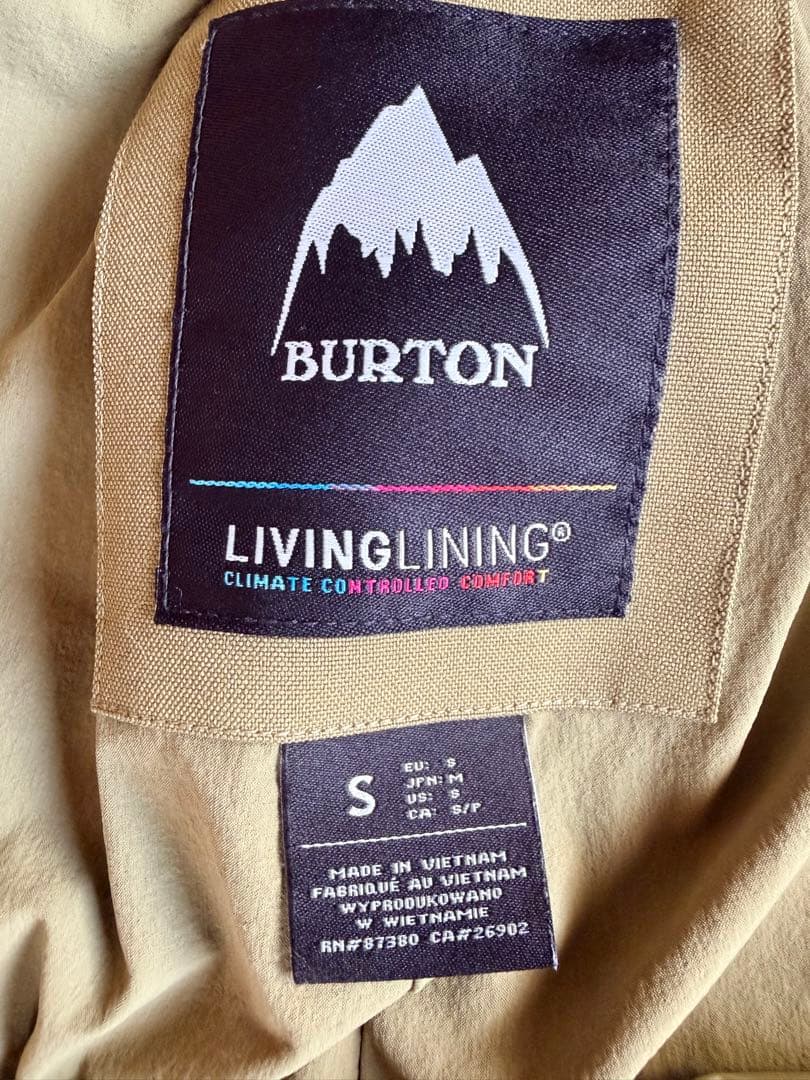 BURTON
LIVINGLINING®
CLIMATE CONTROLLED COMFORT
S
EU: S
JPN: M
US: S
CA: S/P
MADE IN VIETNAM
FABRIQUÉ AU VIETNAM
WYPRODUKOWANO
W WIETNAMIE
RN#87380 CA#26902